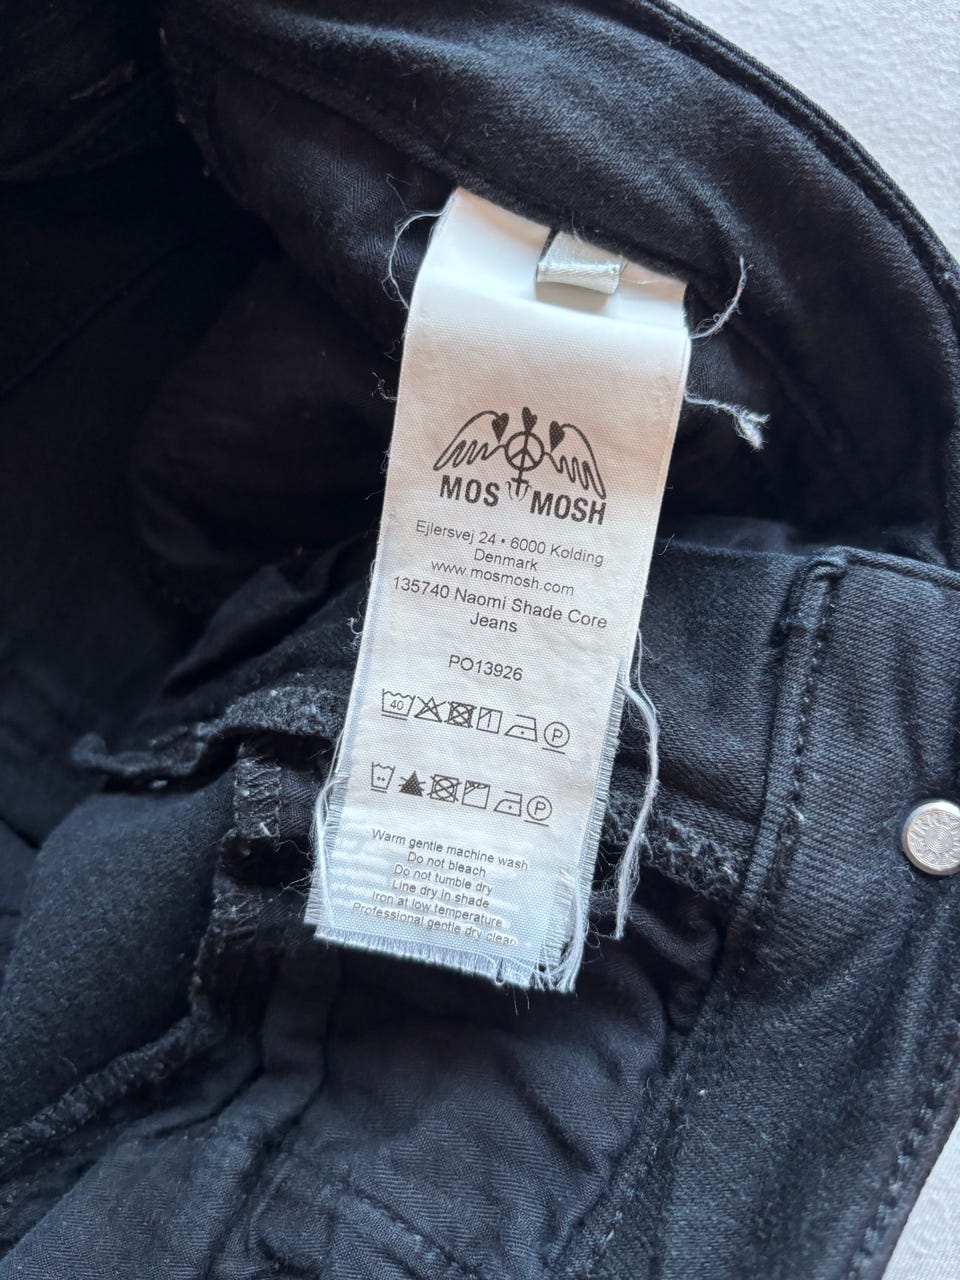 MOS MOSH
Ejlersvej 24 • 6000 Kolding
Denmark
www.mosmosh.com
135740 Naomi Shade Core
Jeans
PO13926
40
P
P
Warm gentle machine wash
Do not bleach
Do not tumble dry
Line dry in shade
Iron at low temperature
Professional gentle dry clean